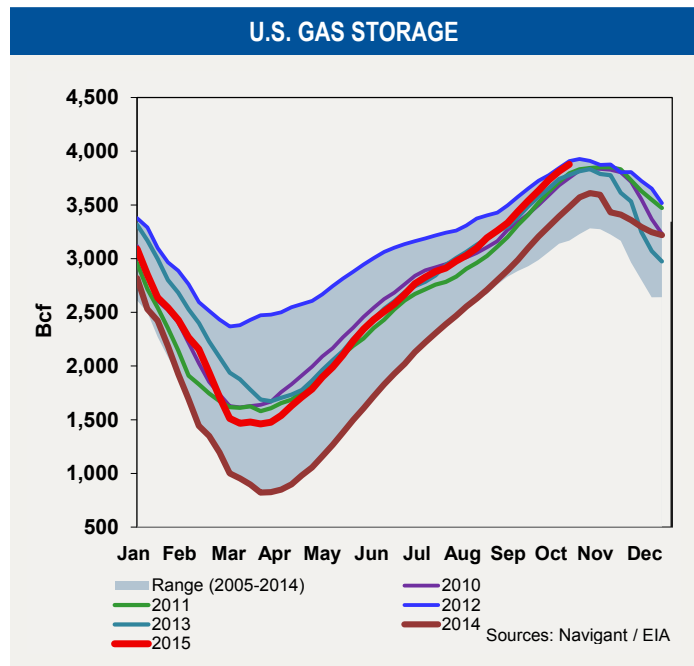 U.S. GAS STORAGE
4,500
4,000
3,500
3,000
2,500
2,000
1,500
1,000
500
Bcf
Jan Feb Mar Apr May Jun Jul Aug Sep Oct Nov Dec
Range (2005-2014) 2010
2011 2012
2013 2014
2015
Sources: Navigant / EIA